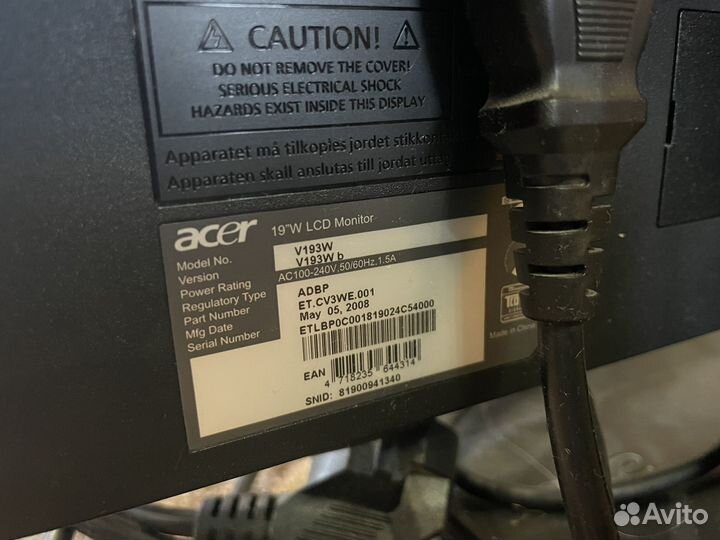 CAUTION!
DO NOT REMOVE THE COVER!
SERIOUS ELECTRICAL SHOCK
HAZARDS EXIST INSIDE THIS DISPLAY
Apparatet må tilkoples jordet
Apparaten skall anslutas till jordat
acer 19"W LCD Monitor
Model No. V193W
Version V193W b
Power Rating AC100-240V,50/60Hz,1.5A
Regulatory Type ADBP
Part Number ET.CV3WE.001
Mfg Date May 05, 2008
Serial Number ETLBP0C001819024C54000
EAN 4 718235 644314
SNID: 81900941340
Made in China
Avito